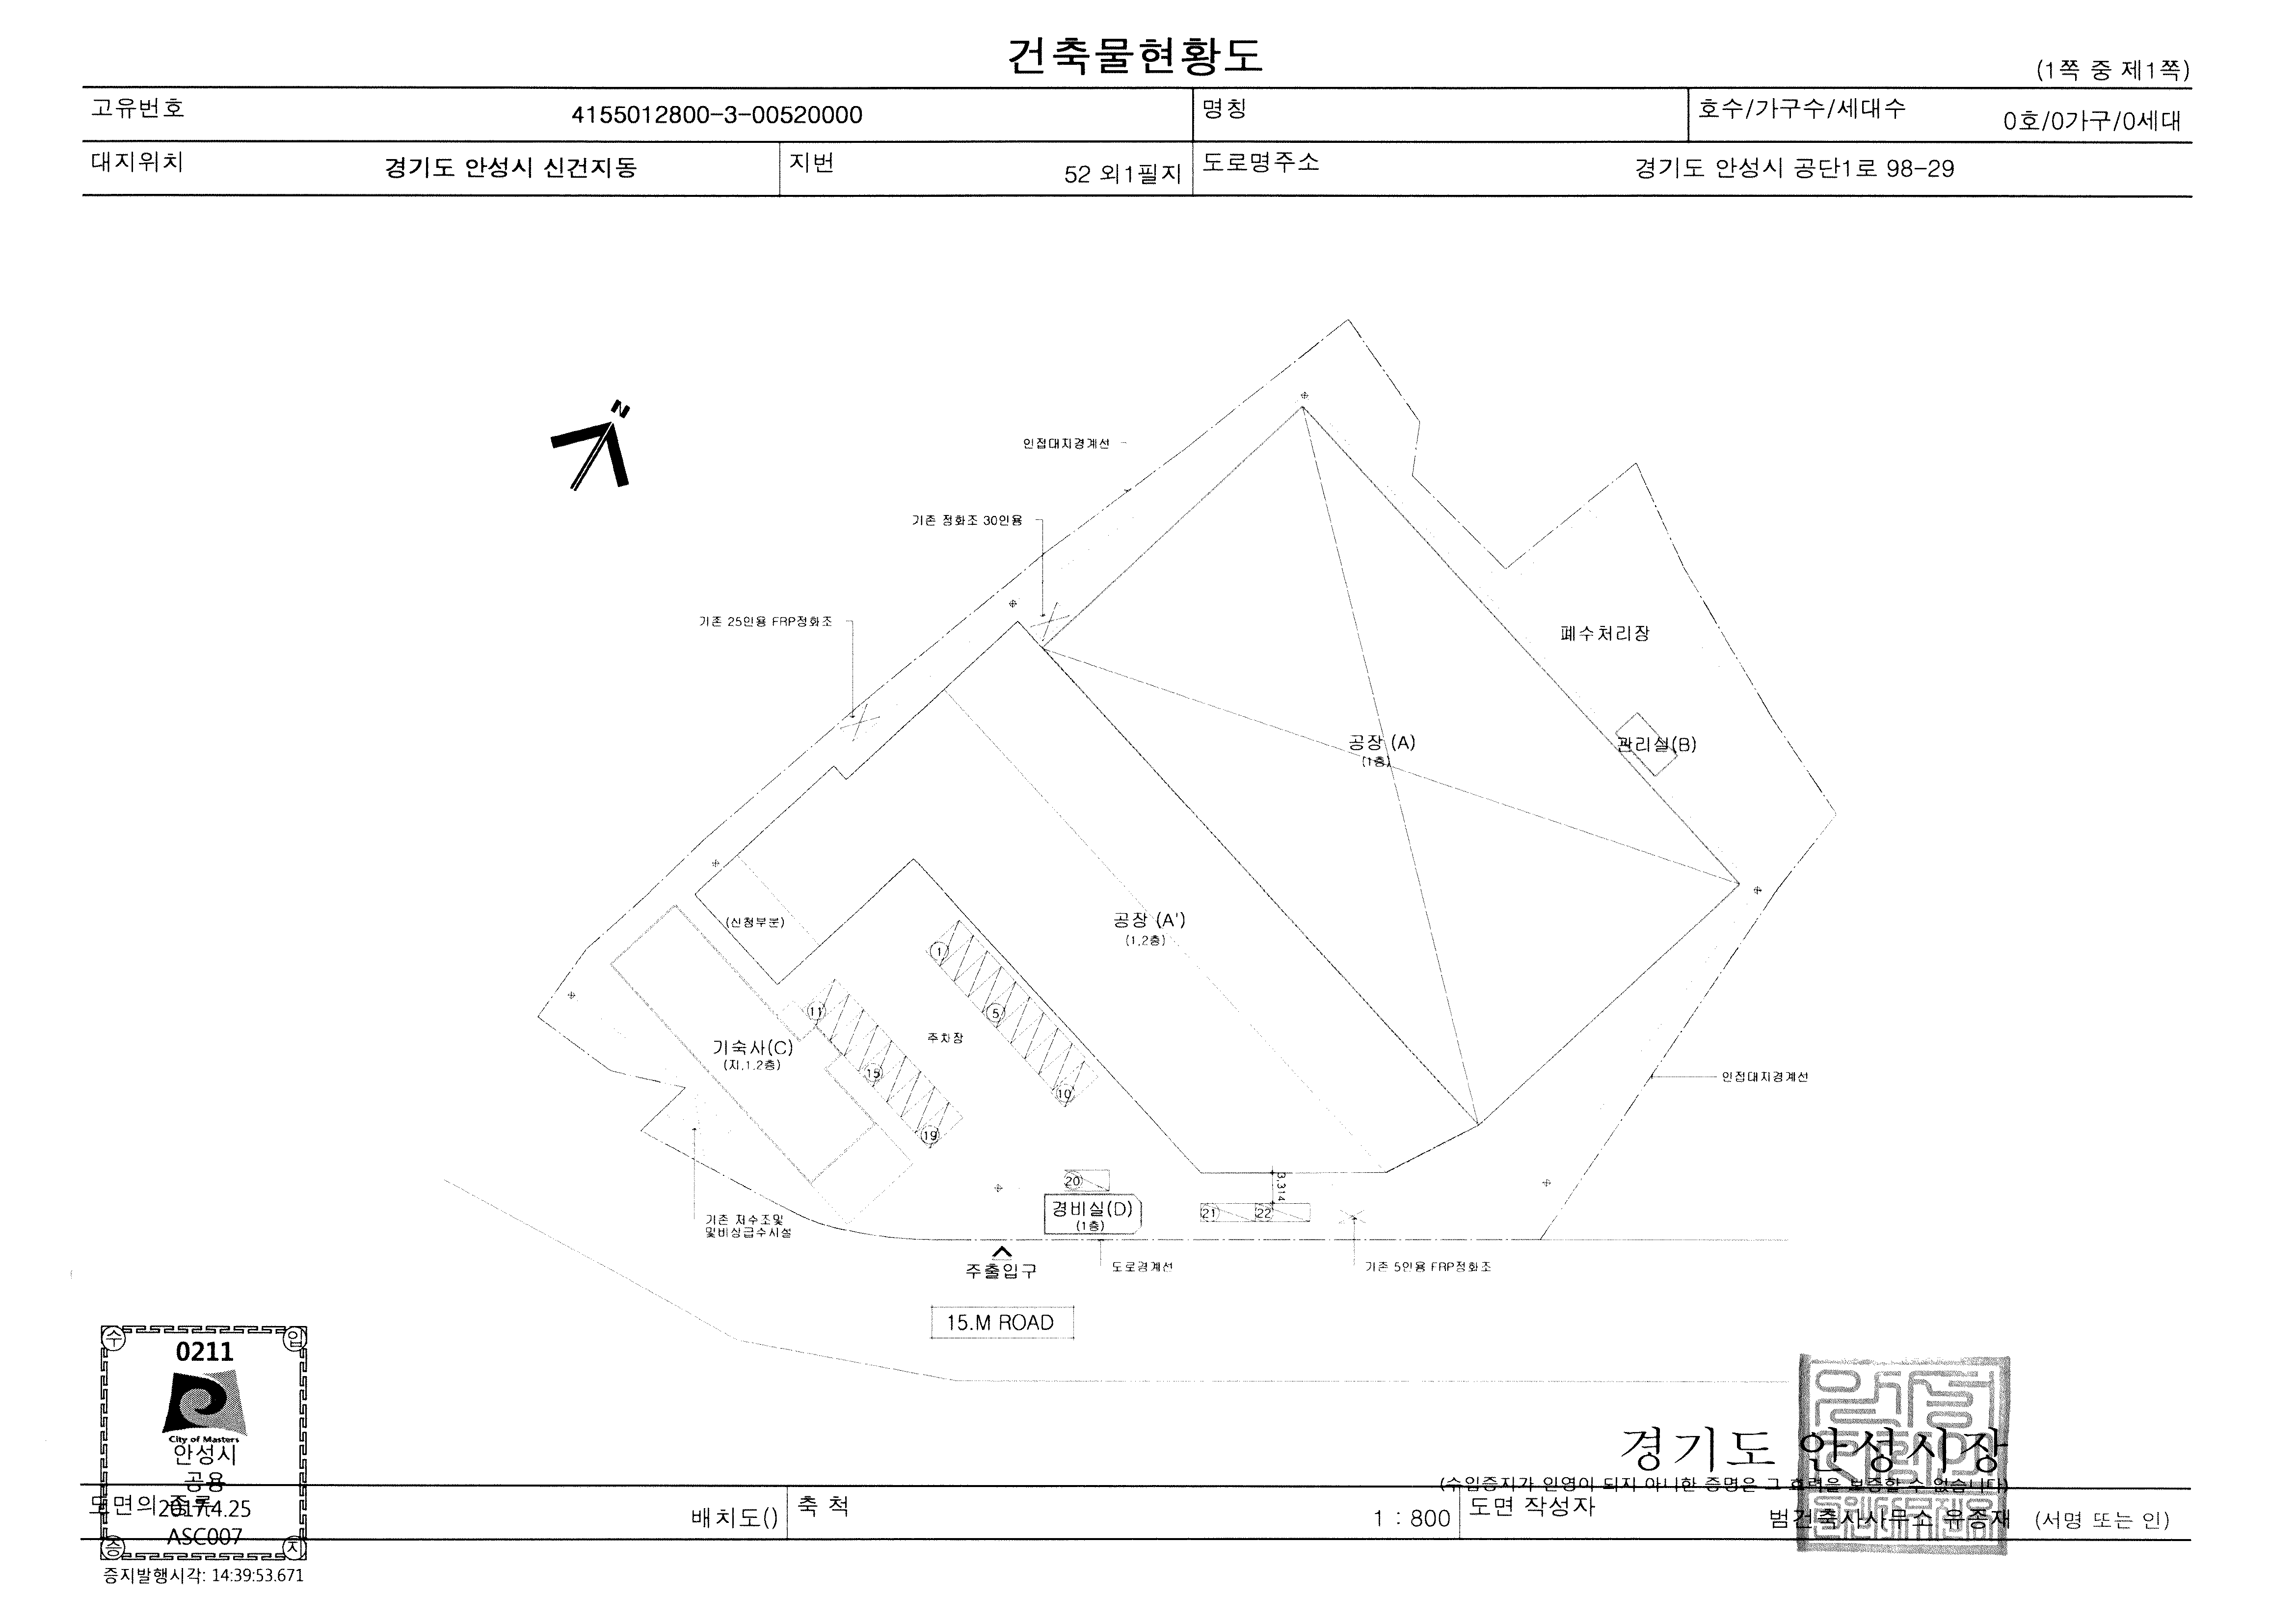 건축물현황도
(1쪽 중 제1쪽)
고유번호 4155012800-3-00520000 명칭 호수/가구수/세대수 0호/0가구/0세대
대지위치 경기도 안성시 신건지동 지번 52 외1필지 도로명주소 경기도 안성시 공단1로 98-29
N
인접대지경계선
기존 정화조 30인용
기존 25인용 FRP정화조
폐수처리장
공장 (A)
(1층)
관리실(B)
(신청부분)
공장 (A')
(1,2층)
1
5
10
11
15
19
주차장
기숙사(C)
(지,1,2층)
인접대지경계선
20
경비실(D)
(1층)
3,314
21
22
기존 저수조및
및비상급수시설
주출입구
도로경계선
기존 5인용 FRP정화조
15.M ROAD
수 입
0211
City of Masters
안성시
공용
2017.4.25
ASC007
증 지
증지발행시각: 14:39:53.671
경기도 안성시장
(수입증지가 인영이 되지 아니한 증명은 그 효력을 보증할 수 없습니다)
도면의 종류 배치도() 축 척 1 : 800 도면 작성자 범건축사사무소 유종재 (서명 또는 인)